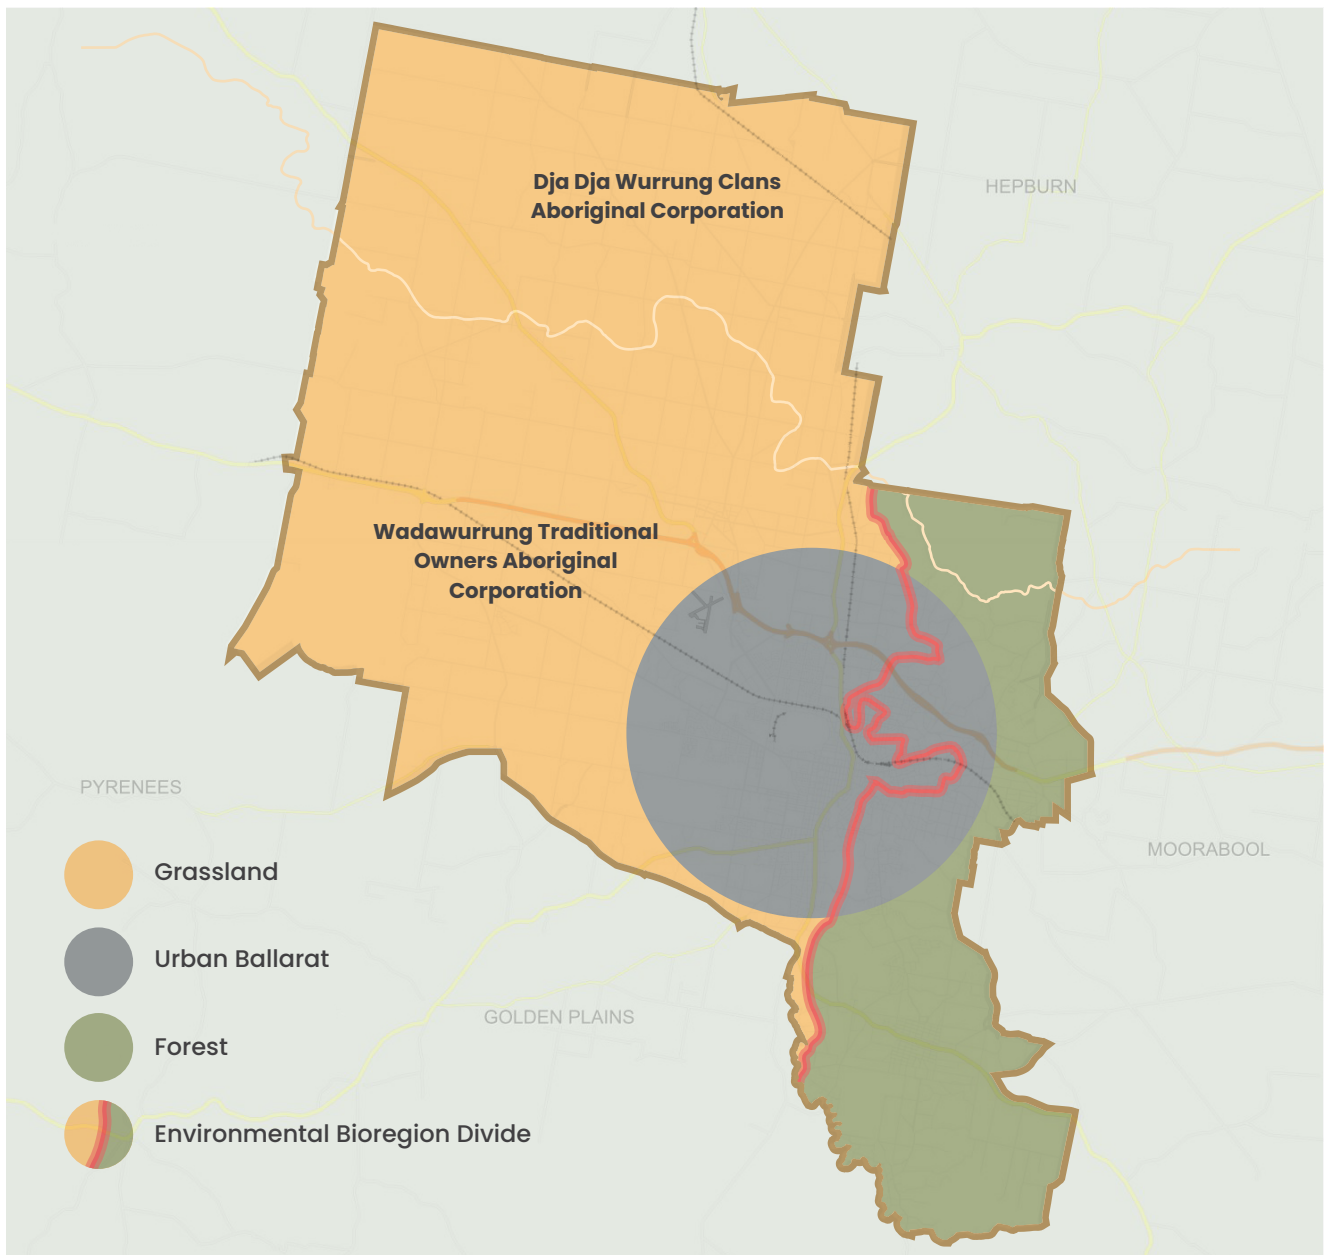 Dja Dja Wurrung Clans
Aboriginal Corporation
HEPBURN
Wadawurrung Traditional
Owners Aboriginal
Corporation
PYRENEES
MOORABOOL
Grassland
Urban Ballarat
GOLDEN PLAINS
Forest
Environmental Bioregion Divide